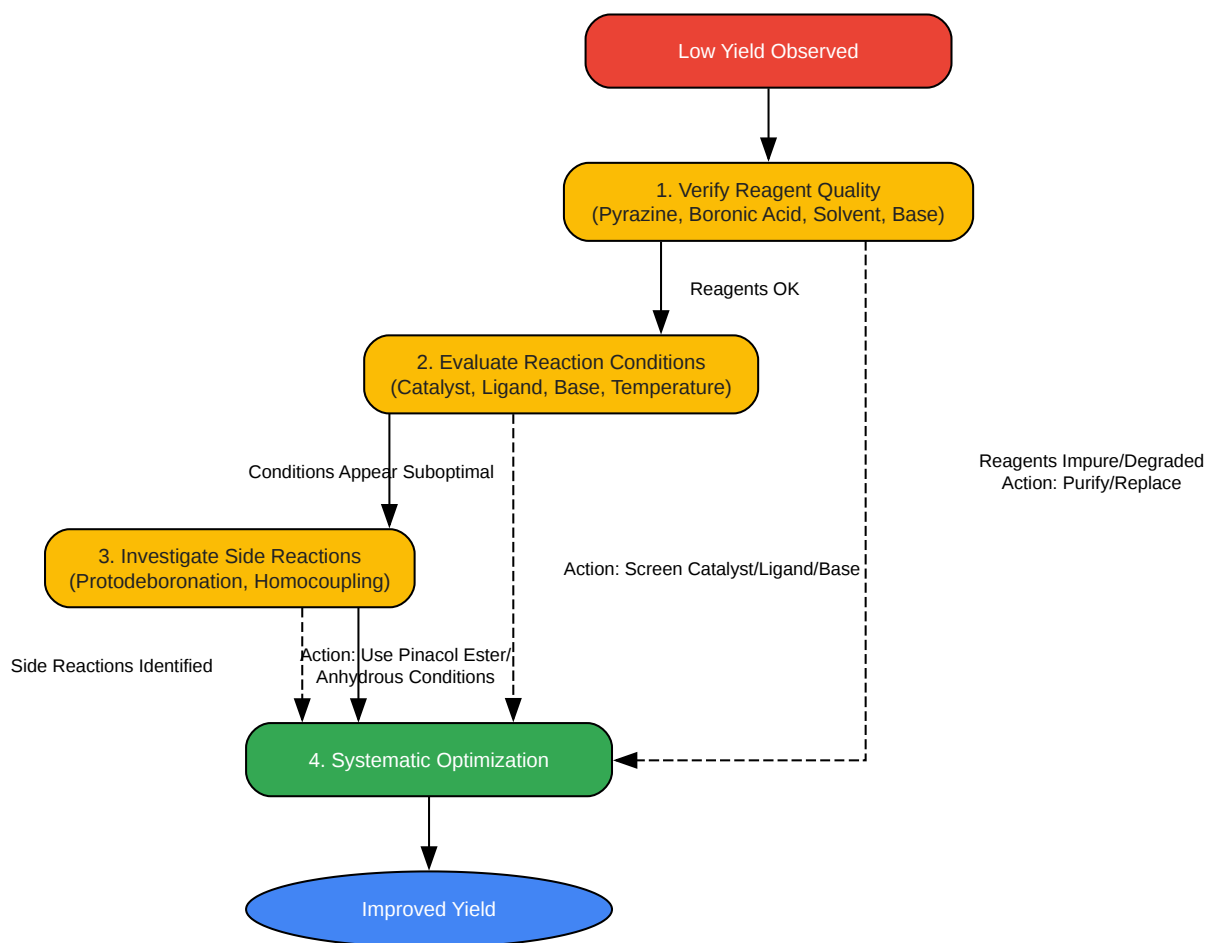 Low Yield Observed
1. Verify Reagent Quality
(Pyrazine, Boronic Acid, Solvent, Base)
Reagents OK
2. Evaluate Reaction Conditions
(Catalyst, Ligand, Base, Temperature)
Conditions Appear Suboptimal
Reagents Impure/Degraded
Action: Purify/Replace
3. Investigate Side Reactions
(Protodeboronation, Homocoupling)
Action: Screen Catalyst/Ligand/Base
Side Reactions Identified
Action: Use Pinacol Ester/
Anhydrous Conditions
4. Systematic Optimization
Improved Yield